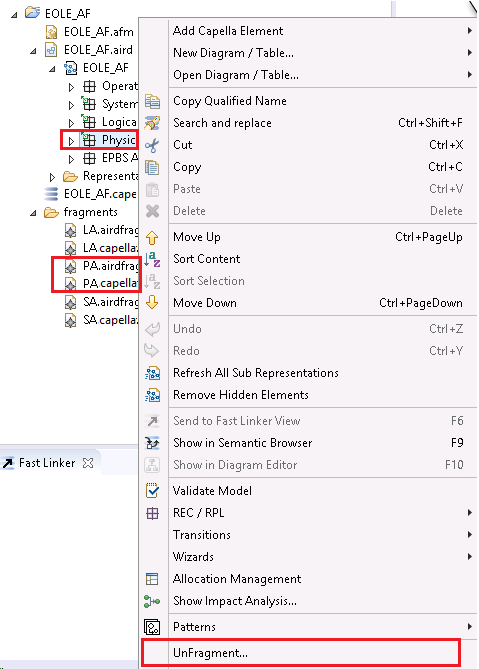 EOLE_AF
EOLE_AF.afm
EOLE_AF.aird
EOLE_AF
Operat
System
Logica
Physic
EPBS A
Representa
EOLE_AF.cape
fragments
LA.airdfrag
LA.capella
PA.airdfrag
PA.capella
SA.airdfrag
SA.capella
Fast Linker
Add Capella Element
New Diagram / Table...
Open Diagram / Table...
Copy Qualified Name
Search and replace Ctrl+Shift+F
Cut Ctrl+X
Copy Ctrl+C
Paste Ctrl+V
Delete Delete
Move Up Ctrl+PageUp
Sort Content
Sort Selection
Move Down Ctrl+PageDown
Undo Ctrl+Z
Redo Ctrl+Y
Refresh All Sub Representations
Remove Hidden Elements
Send to Fast Linker View F6
Show in Semantic Browser F9
Show in Diagram Editor F10
Validate Model
REC / RPL
Transitions
Wizards
Allocation Management
Show Impact Analysis...
Patterns
UnFragment...